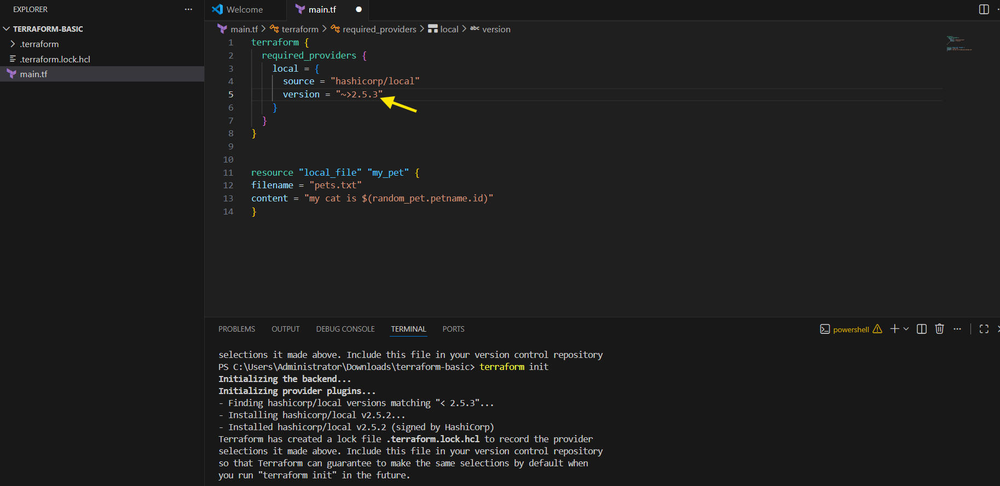 EXPLORER
TERRAFORM-BASIC
.terraform
.terraform.lock.hcl
main.tf
Welcome
main.tf
main.tf > terraform > required_providers > local > abc version
1 terraform {
2 required_providers {
3 local = {
4 source = "hashicorp/local"
5 version = "~>2.5.3"
6 }
7 }
8 }
9
10
11 resource "local_file" "my_pet" {
12 filename = "pets.txt"
13 content = "my cat is $(random_pet.petname.id)"
14 }
PROBLEMS OUTPUT DEBUG CONSOLE TERMINAL PORTS
powershell
selections it made above. Include this file in your version control repository
PS C:\Users\Administrator\Downloads\terraform-basic> terraform init
Initializing the backend...
Initializing provider plugins...
- Finding hashicorp/local versions matching "< 2.5.3"...
- Installing hashicorp/local v2.5.2...
- Installed hashicorp/local v2.5.2 (signed by HashiCorp)
Terraform has created a lock file .terraform.lock.hcl to record the provider
selections it made above. Include this file in your version control repository
so that Terraform can guarantee to make the same selections by default when
you run "terraform init" in the future.